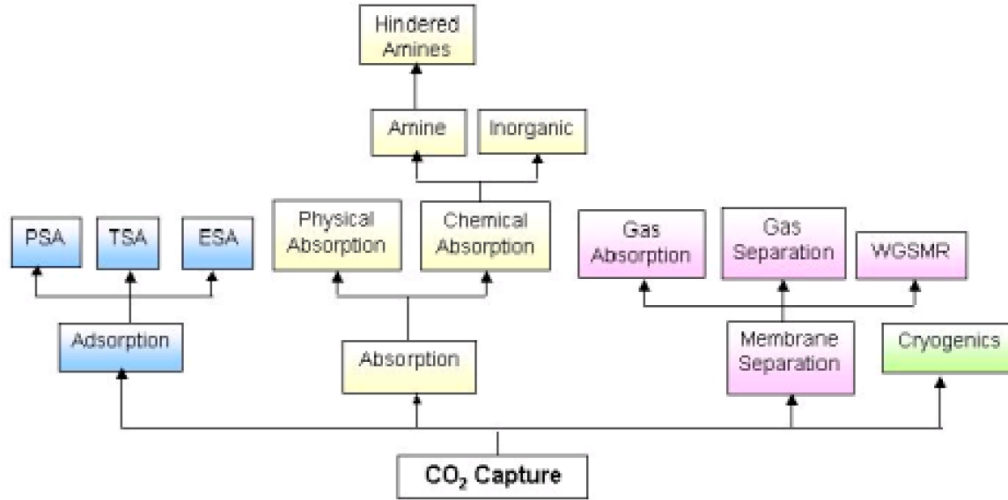 Hindered
Amines
Amine
Inorganic
PSA
TSA
ESA
Physical
Absorption
Chemical
Absorption
Gas
Absorption
Gas
Separation
WGSMR
Adsorption
Absorption
Membrane
Separation
Cryogenics
CO₂ Capture